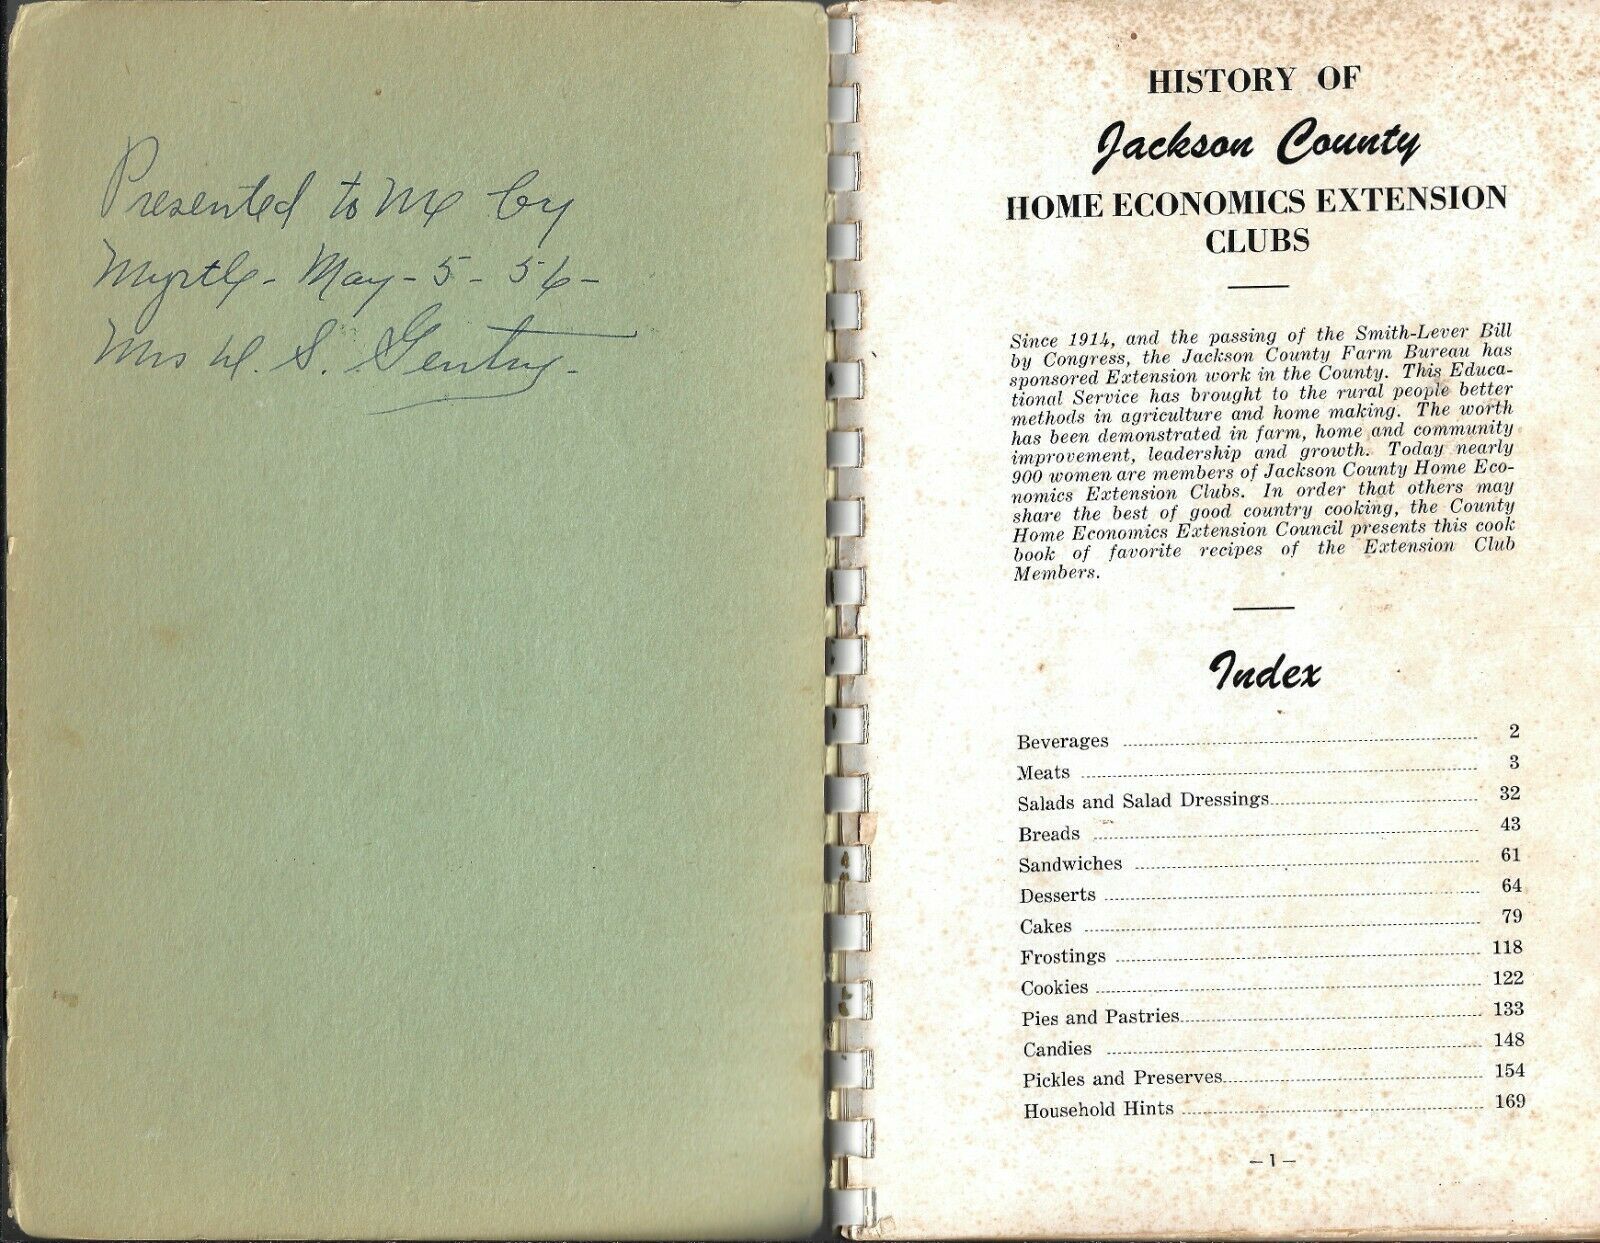 Presented to Me by
Myrtle - May - 5 - 56 -
Mrs W. S. Gentry -
HISTORY OF
Jackson County
HOME ECONOMICS EXTENSION
CLUBS
Since 1914, and the passing of the Smith-Lever Bill
by Congress, the Jackson County Farm Bureau has
sponsored Extension work in the County. This Educa-
tional Service has brought to the rural people better
methods in agriculture and home making. The worth
has been demonstrated in farm, home and community
improvement, leadership and growth. Today nearly
900 women are members of Jackson County Home Eco-
nomics Extension Clubs. In order that others may
share the best of good country cooking, the County
Home Economics Extension Council presents this cook
book of favorite recipes of the Extension Club
Members.
Index
Beverages 2
Meats 3
Salads and Salad Dressings 32
Breads 43
Sandwiches 61
Desserts 64
Cakes 79
Frostings 118
Cookies 122
Pies and Pastries 133
Candies 148
Pickles and Preserves 154
Household Hints 169
— 1 —